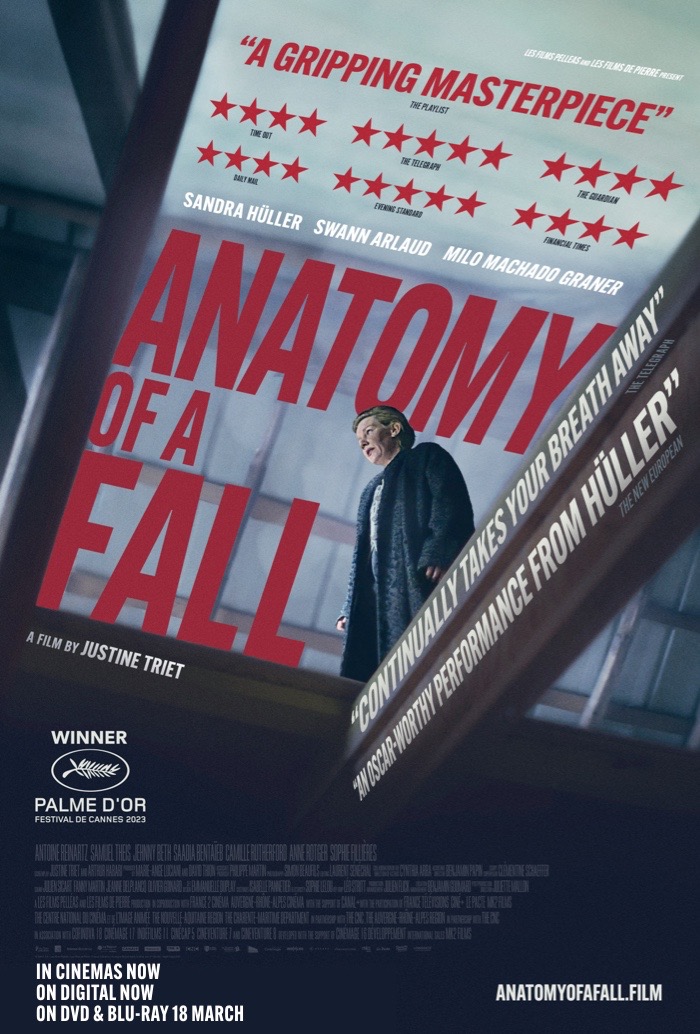 LES FILMS PELLÉAS AND LES FILMS DE PIERRE PRESENT
“A GRIPPING MASTERPIECE”
THE PLAYLIST
TIME OUT
THE TELEGRAPH
THE GUARDIAN
DAILY MAIL
EVENING STANDARD
FINANCIAL TIMES
SANDRA HÜLLER SWANN ARLAUD MILO MACHADO GRANER
ANATOMY
OF A
FALL
“CONTINUALLY TAKES YOUR BREATH AWAY”
THE TELEGRAPH
“AN OSCAR-WORTHY PERFORMANCE FROM HÜLLER”
THE NEW EUROPEAN
A FILM BY JUSTINE TRIET
WINNER
PALME D'OR
FESTIVAL DE CANNES 2023
ANTOINE REINARTZ SAMUEL THEIS JEHNNY BETH SAADIA BENTAÏEB CAMILLE RUTHERFORD ANNE ROTGER SOPHIE FILLIÈRES
IN CINEMAS NOW
ON DIGITAL NOW
ON DVD & BLU-RAY 18 MARCH
ANATOMYOFAFALL.FILM